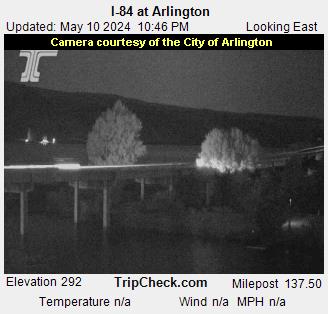 I-84 at Arlington
Updated: May 10 2024 10:46 PM Looking East
Camera courtesy of the City of Arlington
Elevation 292 TripCheck.com Milepost 137.50
Temperature n/a Wind n/a MPH n/a